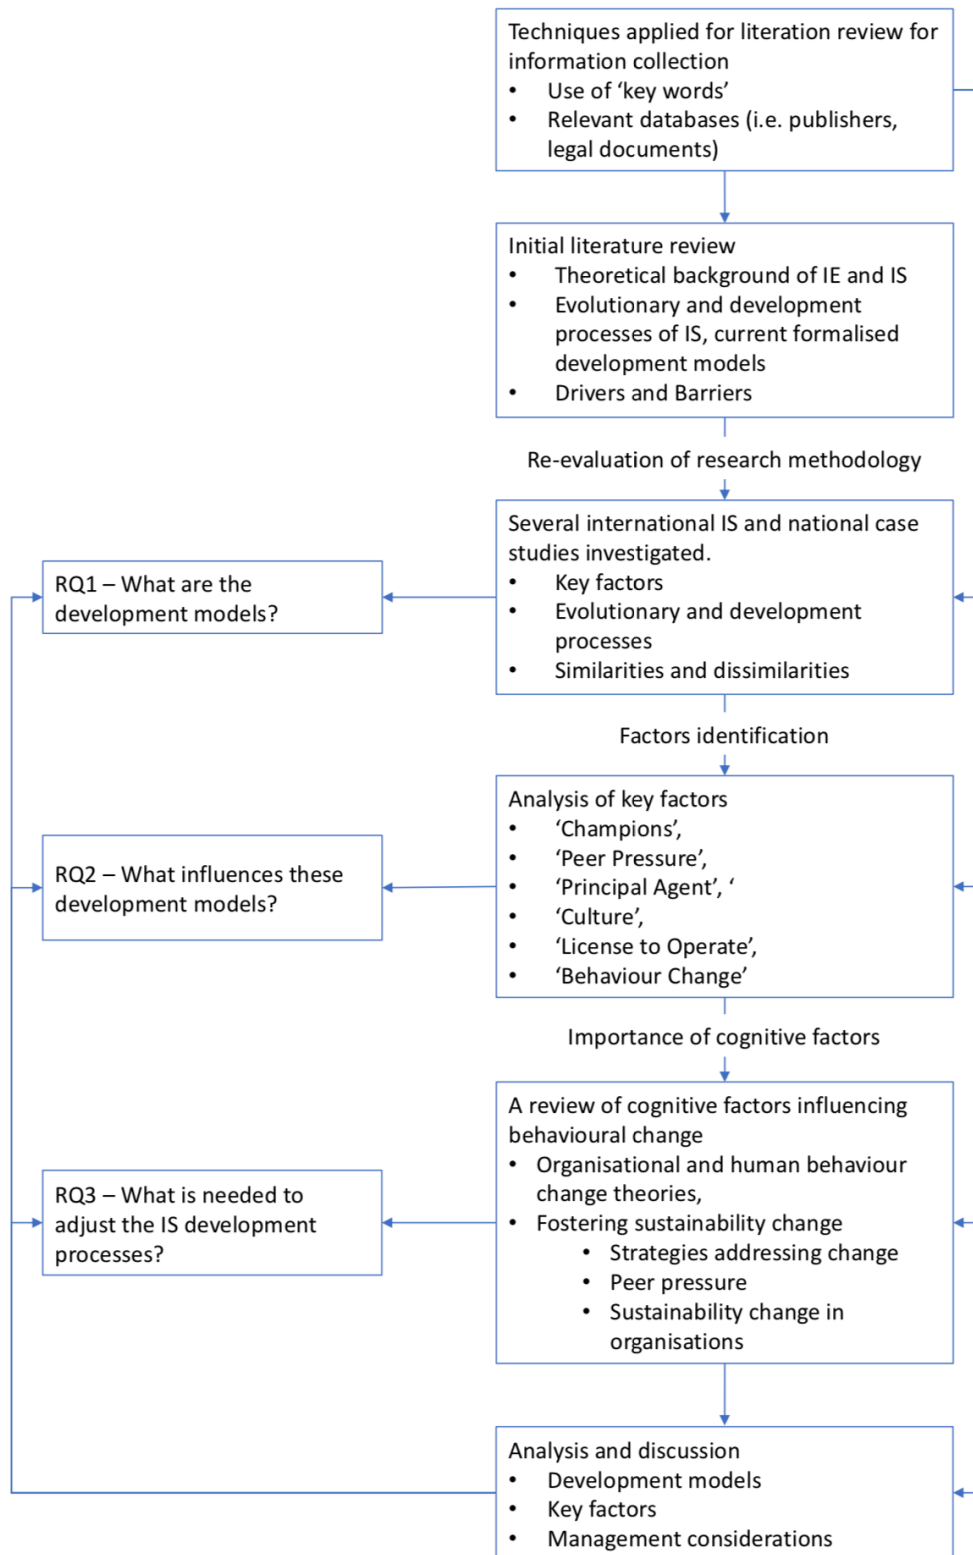 Techniques applied for literation review for
information collection
• Use of ‘key words’
• Relevant databases (i.e. publishers,
legal documents)
Initial literature review
• Theoretical background of IE and IS
• Evolutionary and development
processes of IS, current formalised
development models
• Drivers and Barriers
Re-evaluation of research methodology
Several international IS and national case
studies investigated.
• Key factors
• Evolutionary and development
processes
• Similarities and dissimilarities
RQ1 – What are the
development models?
Factors identification
Analysis of key factors
• ‘Champions’,
• ‘Peer Pressure’,
• ‘Principal Agent’, ‘
• ‘Culture’,
• ‘License to Operate’,
• ‘Behaviour Change’
RQ2 – What influences these
development models?
Importance of cognitive factors
A review of cognitive factors influencing
behavioural change
• Organisational and human behaviour
change theories,
• Fostering sustainability change
• Strategies addressing change
• Peer pressure
• Sustainability change in
organisations
RQ3 – What is needed to
adjust the IS development
processes?
Analysis and discussion
• Development models
• Key factors
• Management considerations